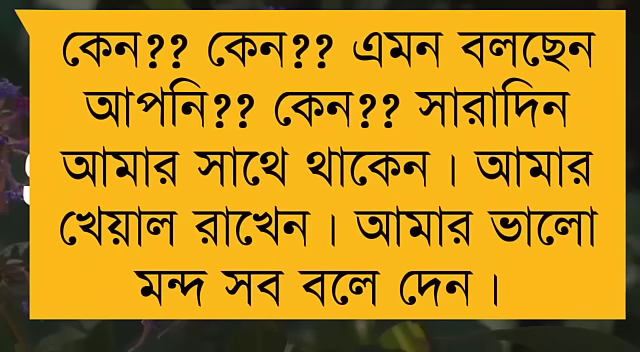 কেন?? কেন?? এমন বলছেন
আপনি?? কেন?? সারাদিন
আমার সাথে থাকেন। আমার
খেয়াল রাখেন। আমার ভালো
মন্দ সব বলে দেন।